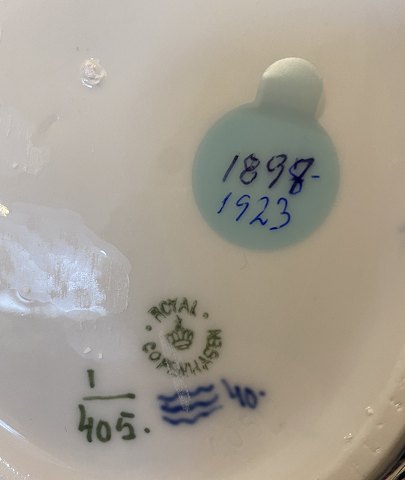 1898-
1923
ROYAL
COPENHAGEN
1
405.
40.